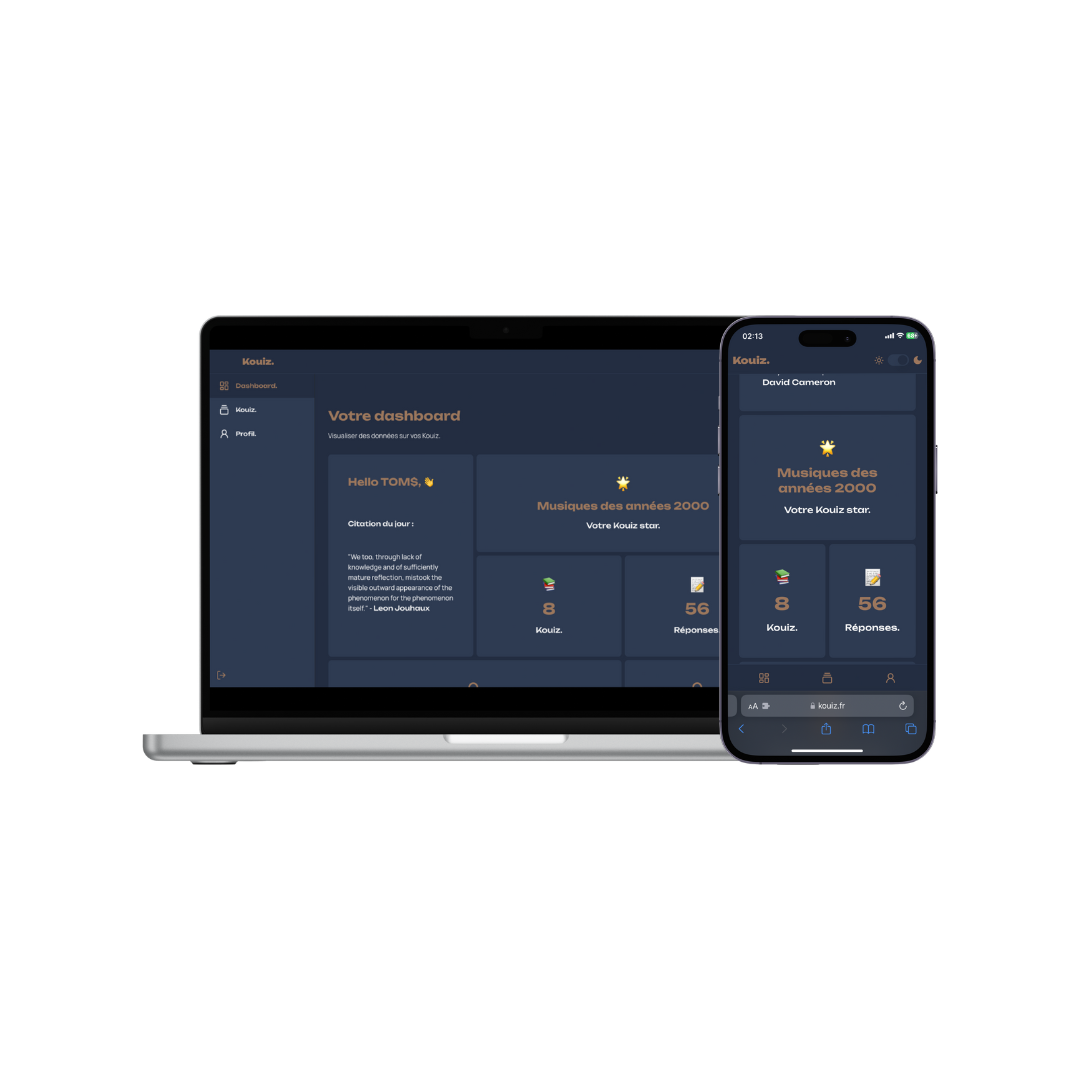 Kouiz.
Dashboard.
Kouiz.
Profil.
Votre dashboard
Visualiser des données sur vos Kouiz.
Hello TOM$, 👋
Citation du jour :
"We too, through lack of
knowledge and of sufficiently
mature reflection, mistook the
visible outward appearance of the
phenomenon for the phenomenon
itself." - Leon Jouhaux
Musiques des années 2000
Votre Kouiz star.
8
Kouiz.
56
Réponses.
02:13
68
Kouiz.
David Cameron
Musiques des
années 2000
Votre Kouiz star.
8
Kouiz.
56
Réponses.
AA
kouiz.fr